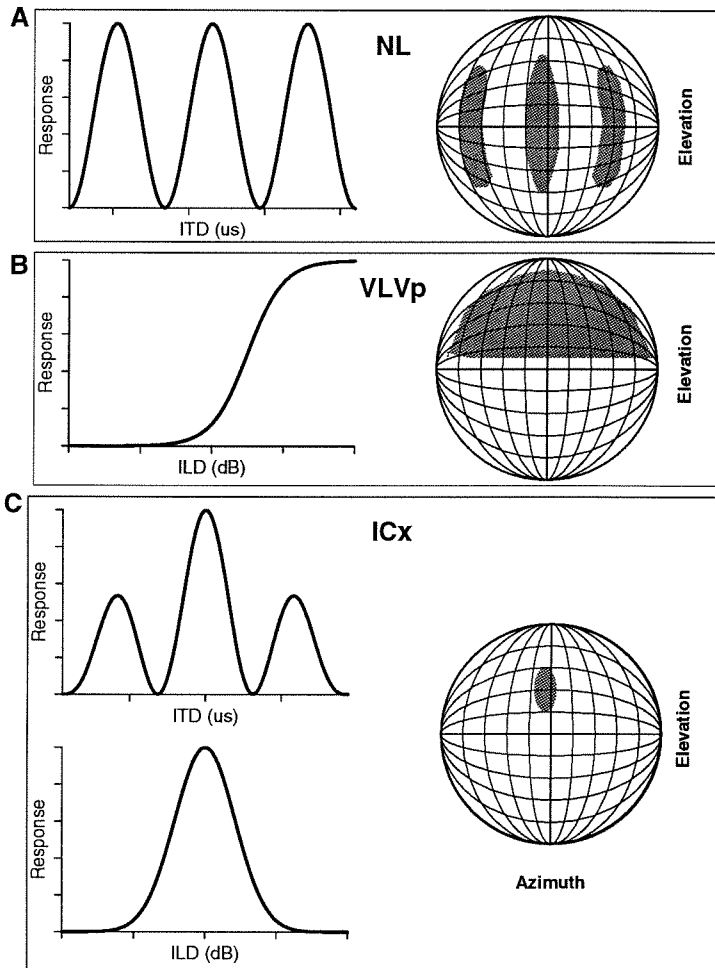 A
NL
Response
ITD (us)
Elevation
B
VLVp
Response
ILD (dB)
Elevation
C
ICx
Response
ITD (us)
Elevation
Response
ILD (dB)
Azimuth